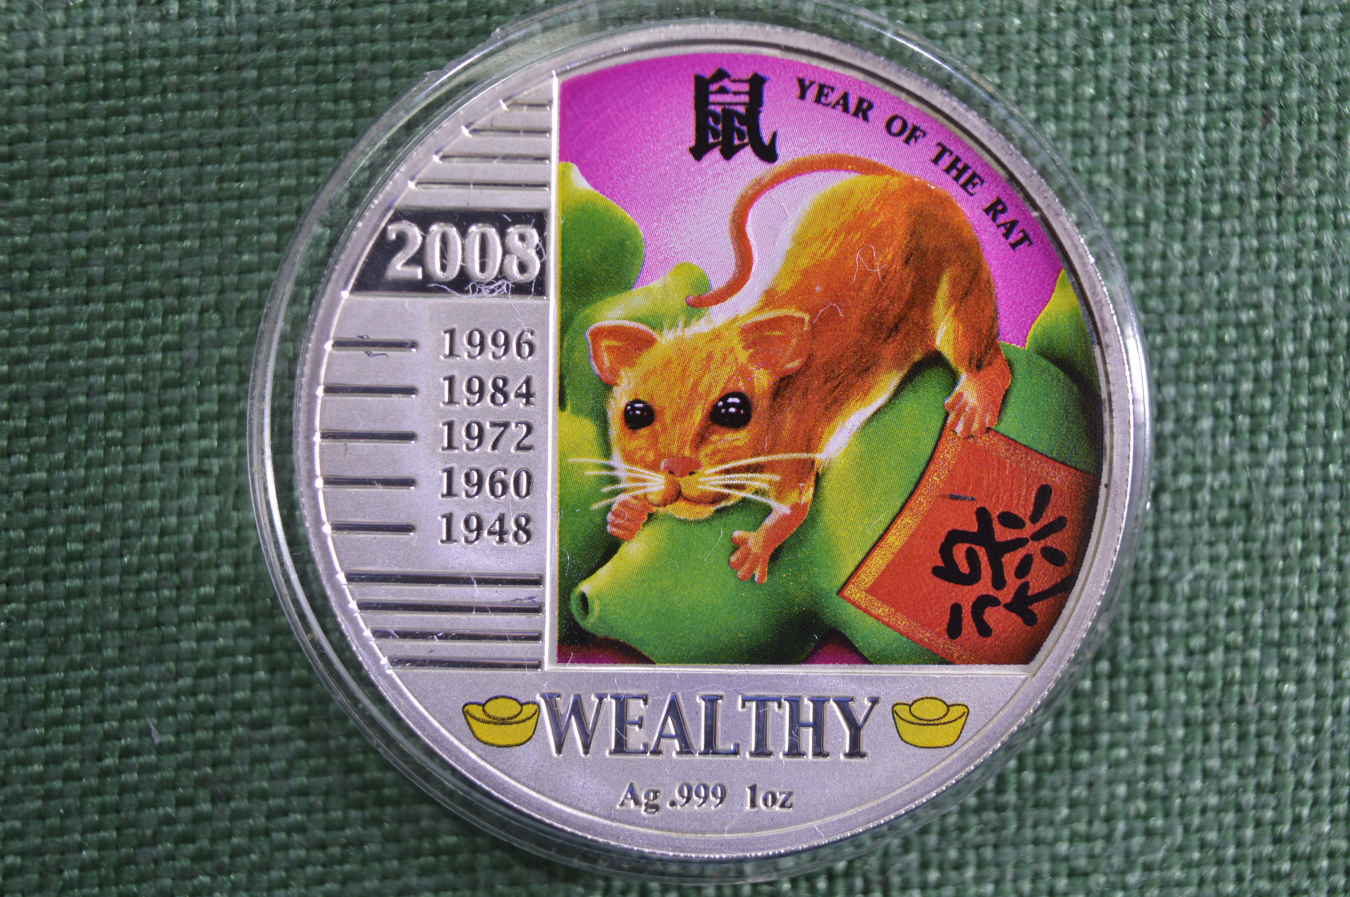 鼠 YEAR OF THE RAT
2008
1996
1984
1972
1960
1948
WEALTHY
Ag .999 1oz